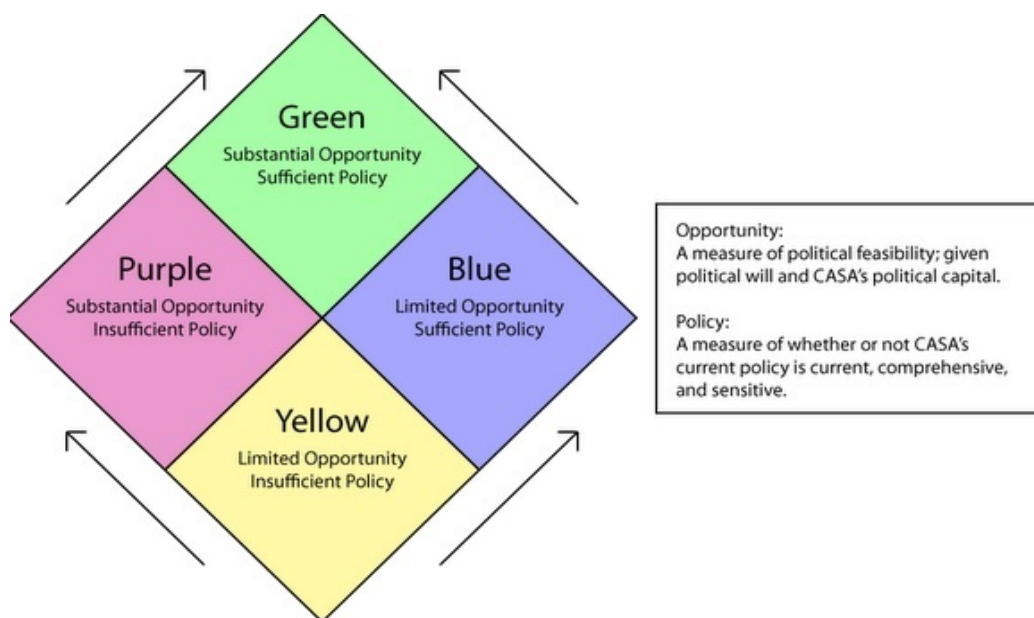 Green
Substantial Opportunity
Sufficient Policy
Purple
Substantial Opportunity
Insufficient Policy
Blue
Limited Opportunity
Sufficient Policy
Yellow
Limited Opportunity
Insufficient Policy
Opportunity:
A measure of political feasibility; given
political will and CASA's political capital.
Policy:
A measure of whether or not CASA's
current policy is current, comprehensive,
and sensitive.